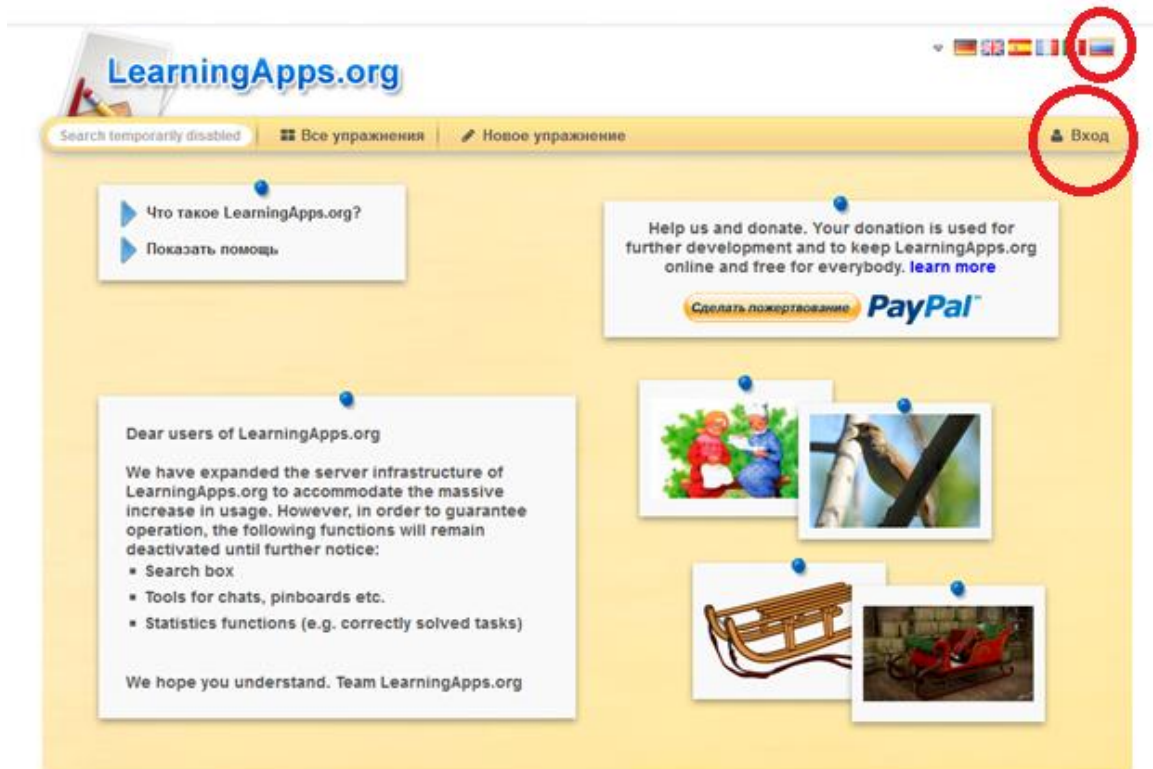 LearningApps.org
Search temporarily disabled
Все упражнения
Новое упражнение
Вход
Что такое LearningApps.org?
Показать помощь
Help us and donate. Your donation is used for
further development and to keep LearningApps.org
online and free for everybody. learn more
Сделать пожертвование PayPal™
Dear users of LearningApps.org
We have expanded the server infrastructure of
LearningApps.org to accommodate the massive
increase in usage. However, in order to guarantee
operation, the following functions will remain
deactivated until further notice:
▪ Search box
▪ Tools for chats, pinboards etc.
▪ Statistics functions (e.g. correctly solved tasks)
We hope you understand. Team LearningApps.org